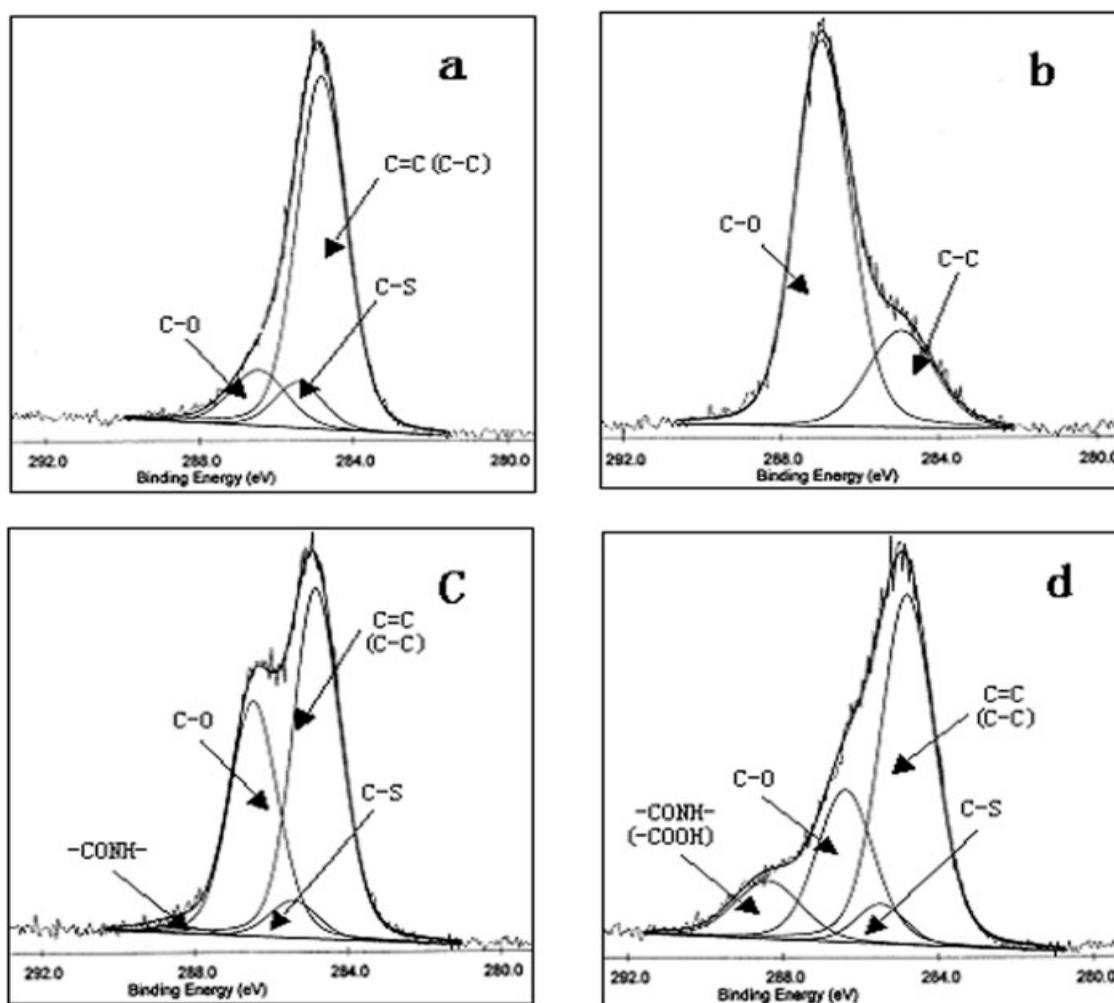 a
C=C(C-C)
C-S
C-O
292.0 288.0 284.0 280.0
Binding Energy (eV)
b
C-O
C-C
292.0 288.0 284.0 280.0
Binding Energy (eV)
C
C=C
(C-C)
C-O
C-S
-CONH-
292.0 288.0 284.0 280.0
Binding Energy (eV)
d
C=C
(C-C)
C-O
C-S
-CONH-
(-COOH)
292.0 288.0 284.0 280.0
Binding Energy (eV)